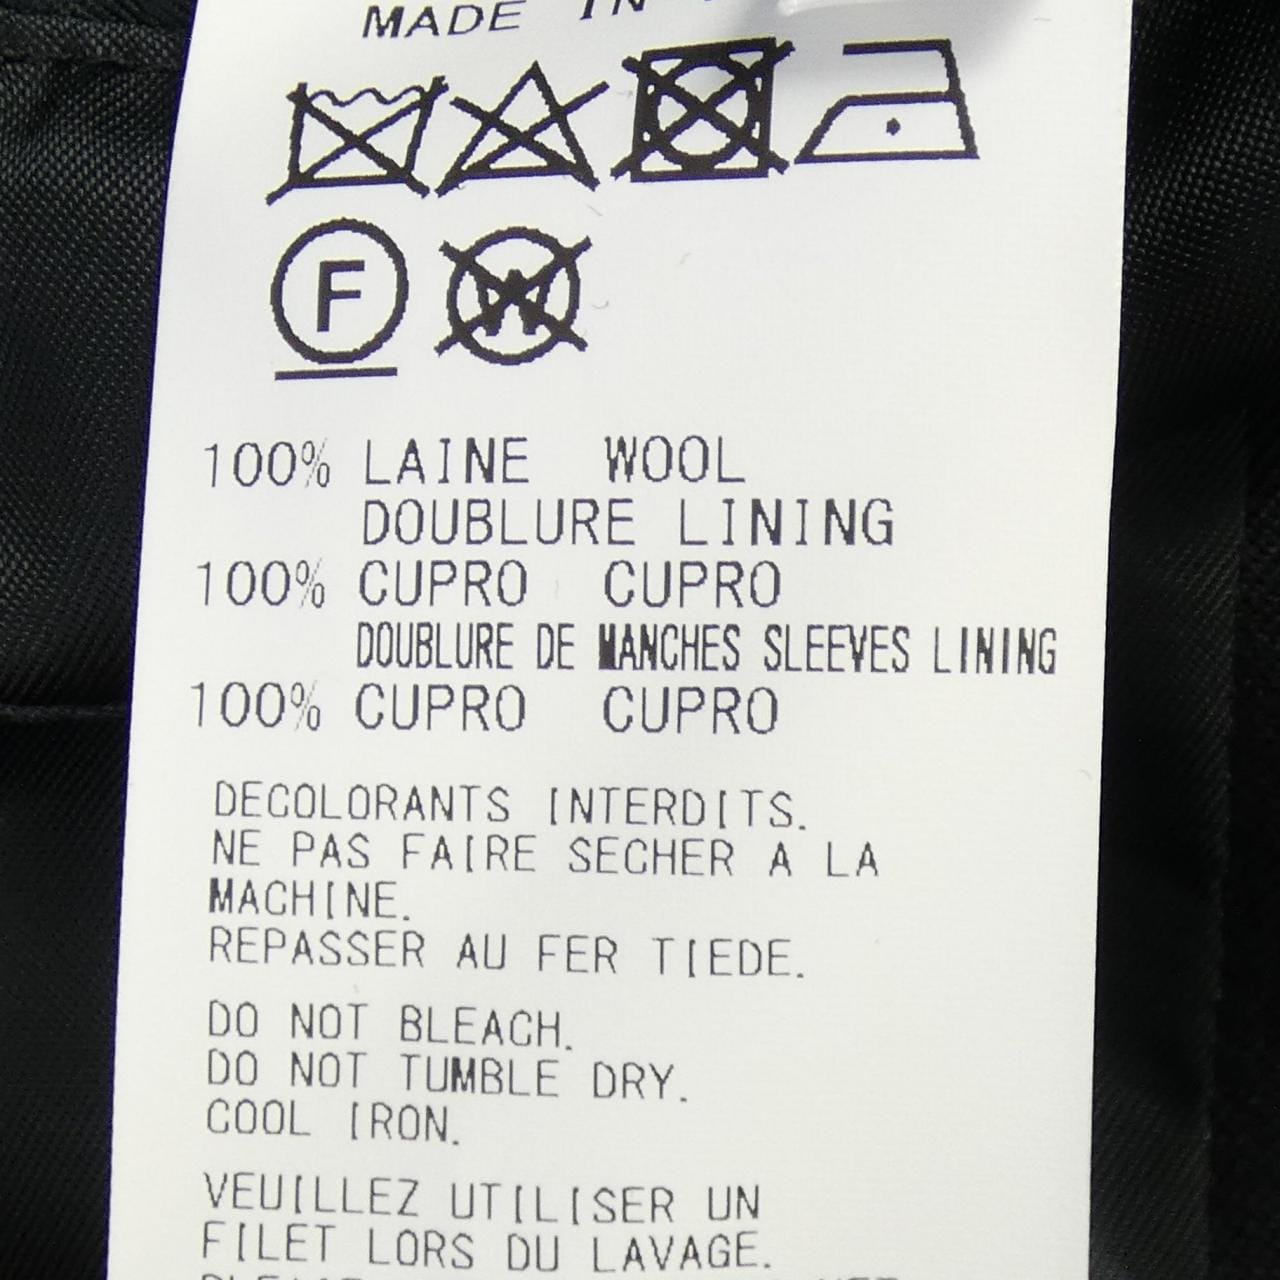 MADE IN
F
W
100% LAINE WOOL
DOUBLURE LINING
100% CUPRO CUPRO
DOUBLURE DE MANCHES SLEEVES LINING
100% CUPRO CUPRO
DECOLORANTS INTERDITS.
NE PAS FAIRE SECHER A LA
MACHINE.
REPASSER AU FER TIEDE.
DO NOT BLEACH.
DO NOT TUMBLE DRY.
COOL IRON.
VEUILLEZ UTILISER UN
FILET LORS DU LAVAGE.